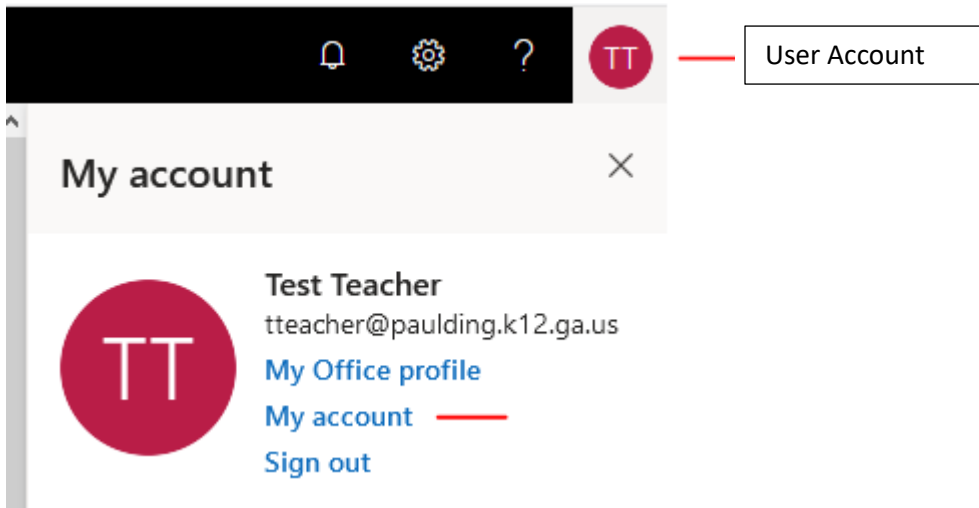 ?
TT
User Account
My account
TT
Test Teacher
tteacher@paulding.k12.ga.us
My Office profile
My account
Sign out